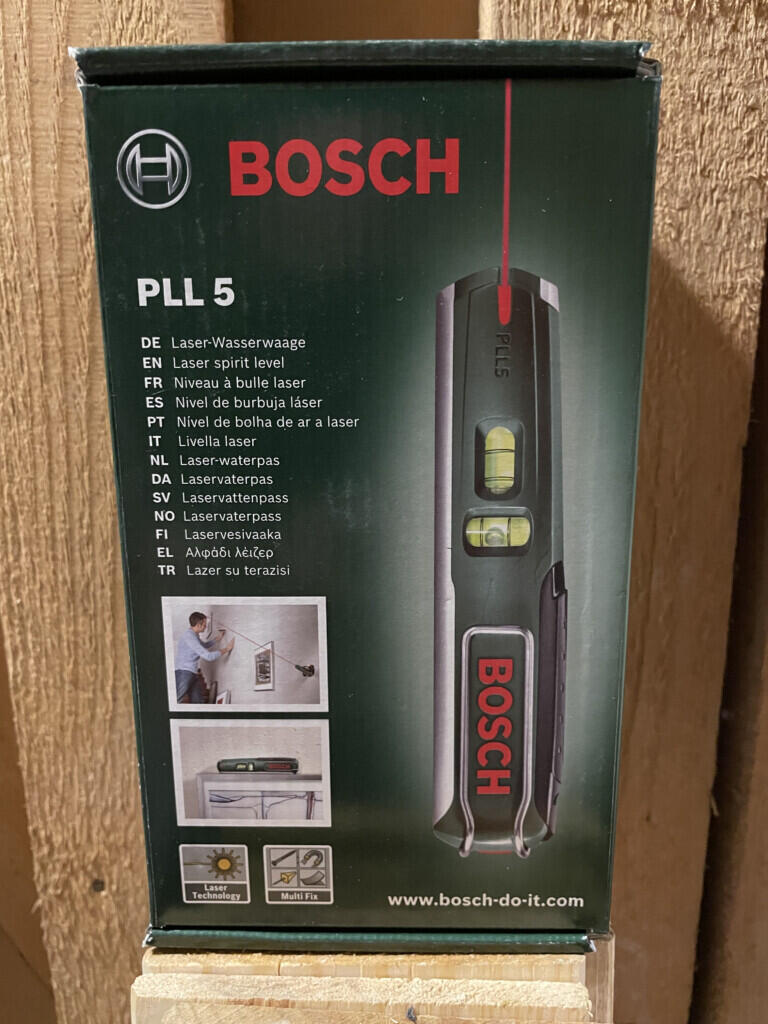 BOSCH
PLL 5
DE Laser-Wasserwaage
EN Laser spirit level
FR Niveau à bulle laser
ES Nivel de burbuja láser
PT Nível de bolha de ar a laser
IT Livella laser
NL Laser-waterpas
DA Laservaterpas
SV Laservattenpass
NO Laservaterpass
FI Laservesivaaka
EL Αλφάδι λέιζερ
TR Lazer su terazisi
PLL5
BOSCH
BOSCH
Laser
Technology
Multi Fix
www.bosch-do-it.com